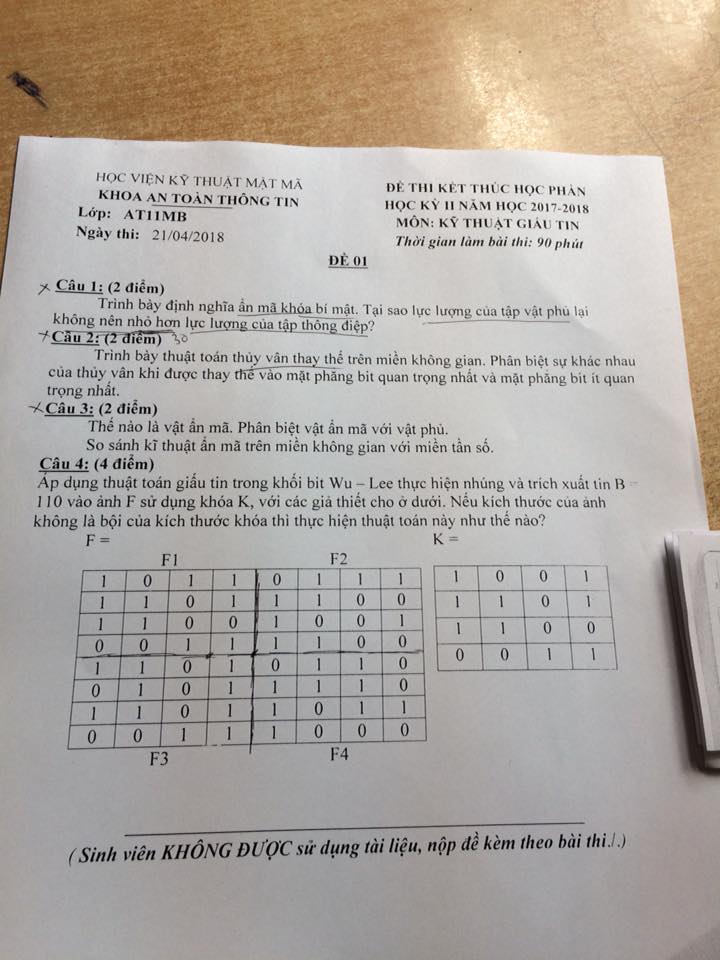 HỌC VIỆN KỸ THUẬT MẬT MÃ
KHOA AN TOÀN THÔNG TIN
Lớp: AT11MB
Ngày thi: 21/04/2018
ĐỀ THI KẾT THÚC HỌC PHẦN
HỌC KỲ II NĂM HỌC 2017-2018
MÔN: KỸ THUẬT GIẤU TIN
Thời gian làm bài thi: 90 phút
ĐỀ 01
Câu 1: (2 điểm)
Trình bày định nghĩa ẩn mã khóa bí mật. Tại sao lực lượng của tập vật phủ lại
không nên nhỏ hơn lực lượng của tập thông điệp?
Câu 2: (2 điểm) 30
Trình bày thuật toán thủy vân thay thế trên miền không gian. Phân biệt sự khác nhau
của thủy vân khi được thay thế vào mặt phẳng bit quan trọng nhất và mặt phẳng bit ít quan
trọng nhất.
Câu 3: (2 điểm)
Thế nào là vật ẩn mã. Phân biệt vật ẩn mã với vật phủ.
So sánh kĩ thuật ẩn mã trên miền không gian với miền tần số.
Câu 4: (4 điểm)
Áp dụng thuật toán giấu tin trong khối bit Wu – Lee thực hiện nhúng và trích xuất tin B =
110 vào ảnh F sử dụng khóa K, với các giả thiết cho ở dưới. Nếu kích thước của ảnh
không là bội của kích thước khóa thì thực hiện thuật toán này như thế nào?
F = K =
F1 F2
1 0 1 1 0 1 1 1 1 0 0 1
1 1 0 1 1 1 0 0 1 1 0 1
1 1 0 0 1 0 0 1 1 1 0 0
0 0 1 1 1 1 0 0 0 0 1 1
1 1 0 1 0 1 1 0
0 1 0 1 1 1 1 0
1 1 0 1 1 0 1 1
0 0 1 1 1 0 0 0
F3 F4
( Sinh viên KHÔNG ĐƯỢC sử dụng tài liệu, nộp đề kèm theo bài thi./.)